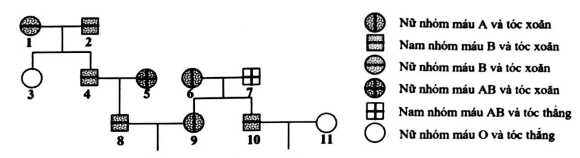 1 2
3 4 5 6 7
8 9 10 11
Nữ nhóm máu A và tóc xoăn
Nam nhóm máu B và tóc xoăn
Nữ nhóm máu B và tóc xoăn
Nữ nhóm máu AB và tóc xoăn
Nam nhóm máu AB và tóc thẳng
Nữ nhóm máu O và tóc thẳng